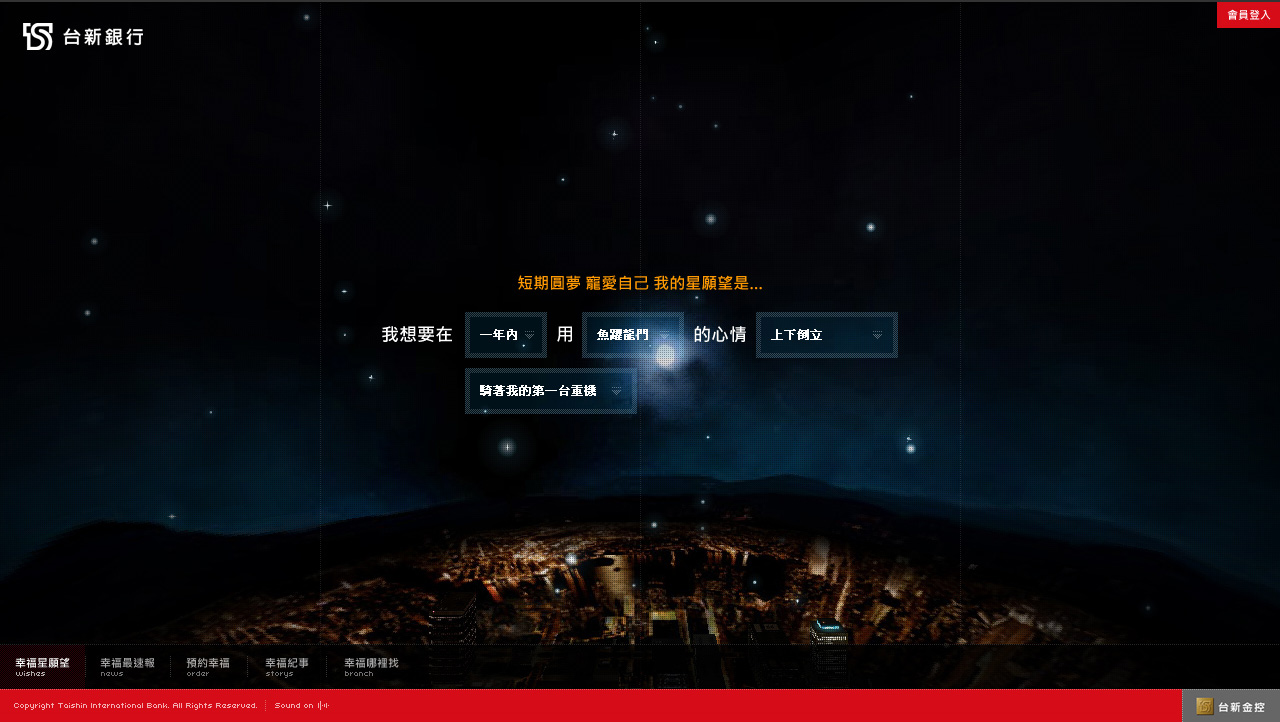 台新銀行
會員登入
短期圓夢 寵愛自己 我的星願望是...
我想要在 一年內 用 魚躍龍門 的心情 上下倒立
騎著我的第一台重機
幸福星願望 幸福最速報 預約幸福 幸福紀事 幸福哪裡找
wishes news order storys branch
Copyright Taishin International Bank. All Rights Reserved. Sound on
台新金控